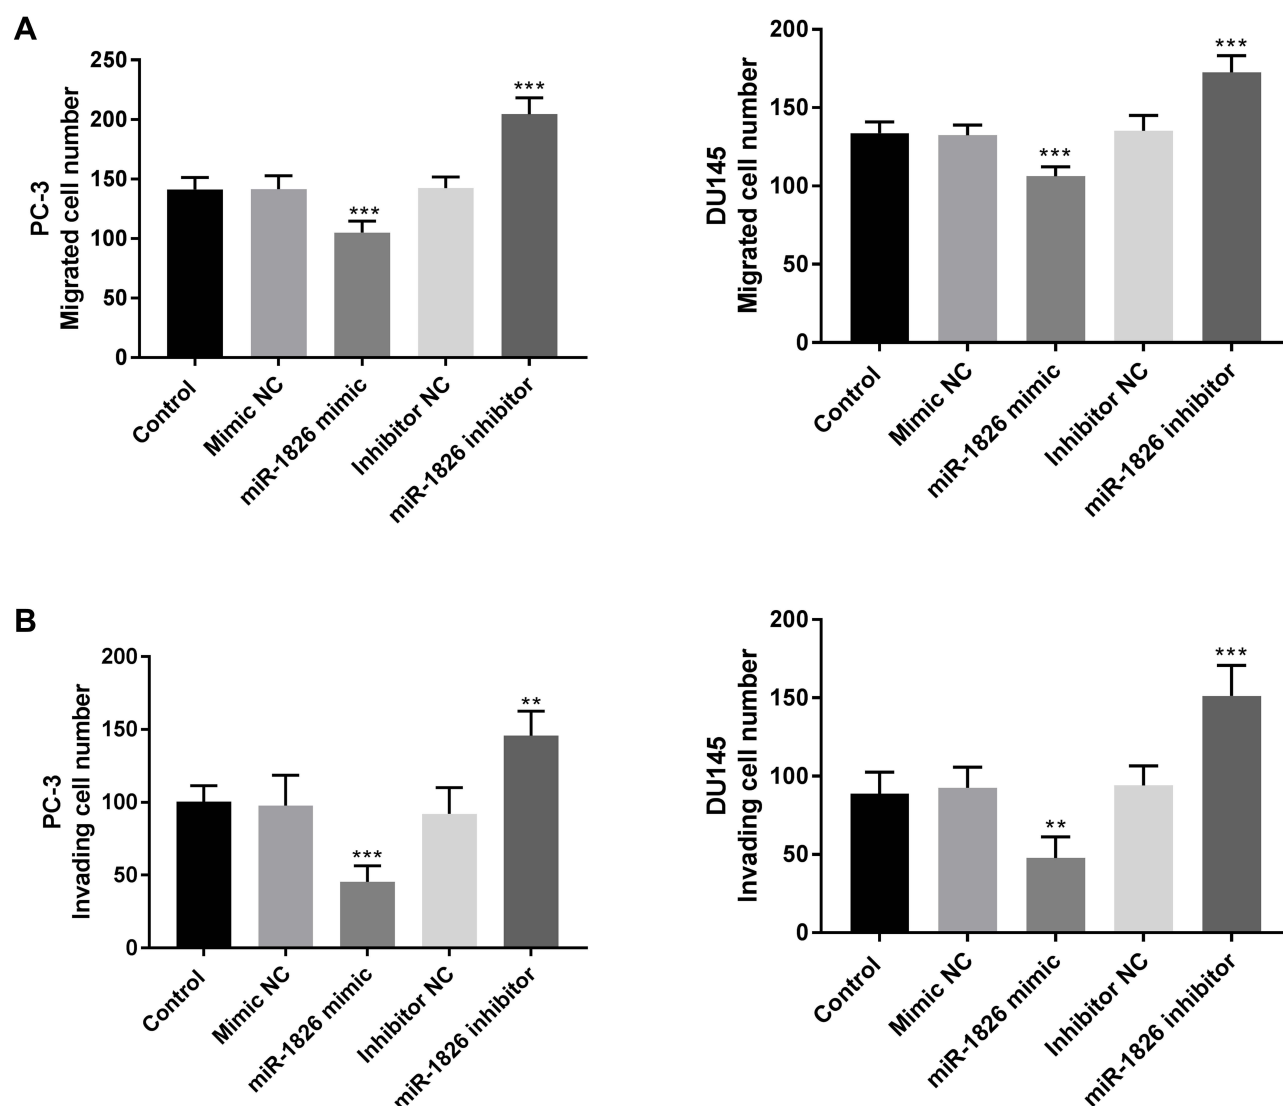 A
PC-3
Migrated cell number
250
200
150
100
50
0
***
***
Control
Mimic NC
miR-1826 mimic
Inhibitor NC
miR-1826 inhibitor
DU145
Migrated cell number
200
150
100
50
0
***
***
Control
Mimic NC
miR-1826 mimic
Inhibitor NC
miR-1826 inhibitor
B
PC-3
Invading cell number
200
150
100
50
0
***
**
Control
Mimic NC
miR-1826 mimic
Inhibitor NC
miR-1826 inhibitor
DU145
Invading cell number
200
150
100
50
0
**
***
Control
Mimic NC
miR-1826 mimic
Inhibitor NC
miR-1826 inhibitor